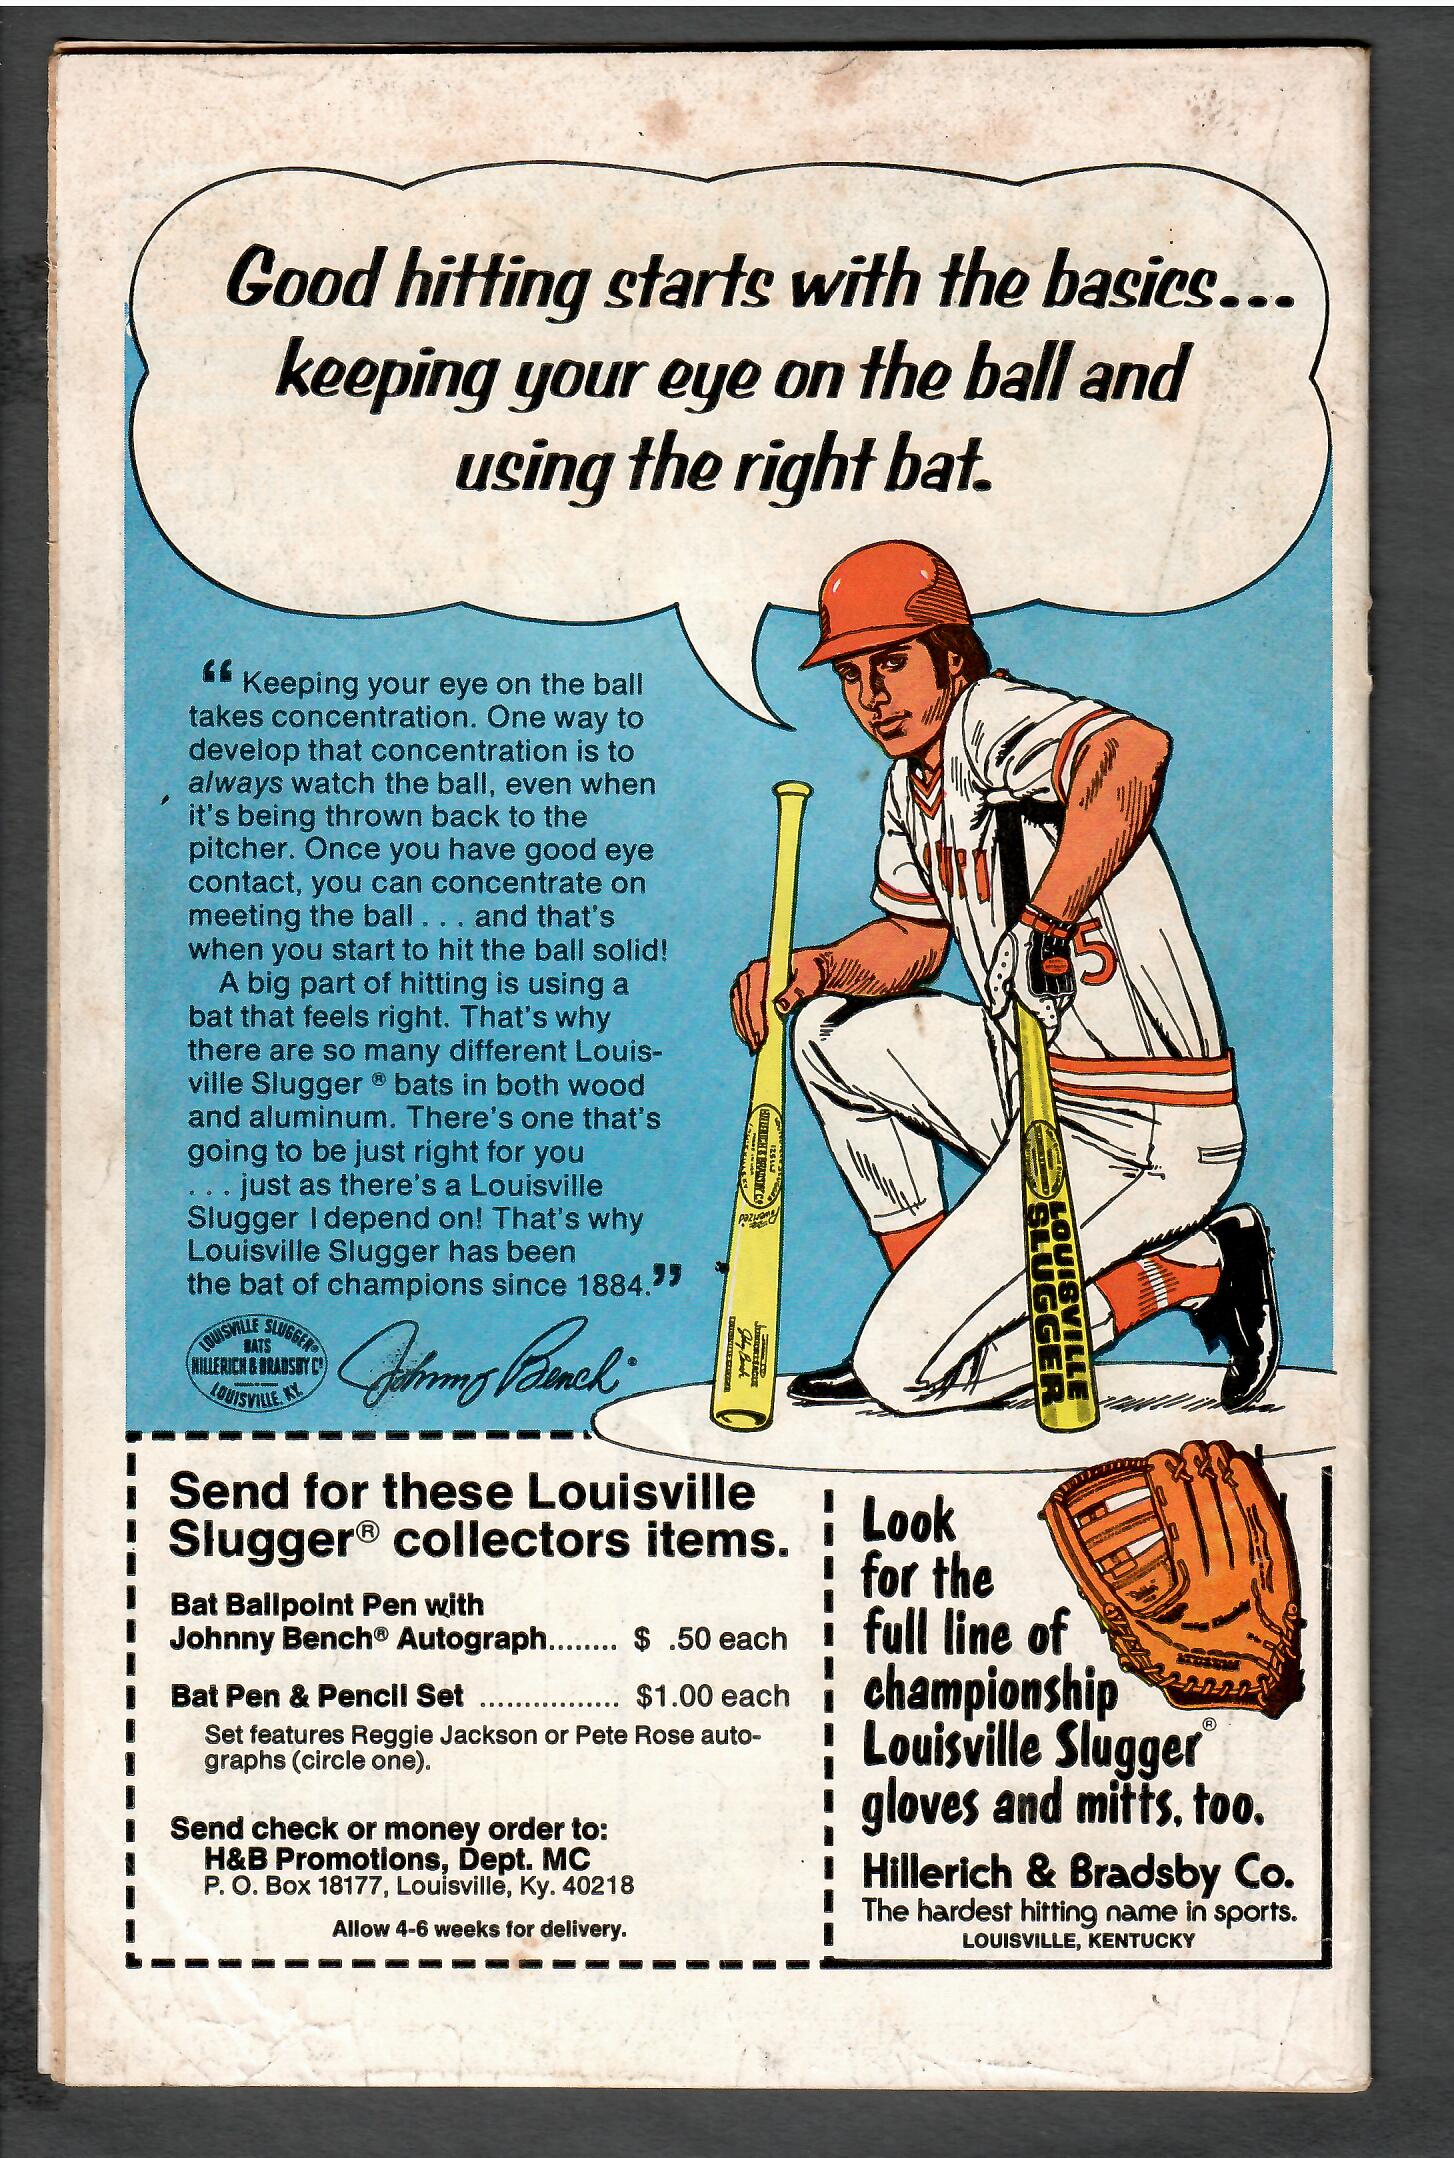 Good hitting starts with the basics...
keeping your eye on the ball and
using the right bat.
“ Keeping your eye on the ball
takes concentration. One way to
develop that concentration is to
always watch the ball, even when
it's being thrown back to the
pitcher. Once you have good eye
contact, you can concentrate on
meeting the ball . . . and that's
when you start to hit the ball solid!
A big part of hitting is using a
bat that feels right. That's why
there are so many different Louis-
ville Slugger ® bats in both wood
and aluminum. There's one that's
going to be just right for you
. . . just as there's a Louisville
Slugger I depend on! That's why
Louisville Slugger has been
the bat of champions since 1884.”
LOUISVILLE SLUGGER®
BATS
HILLERICH & BRADSBY Cº
LOUISVILLE, KY.
Johnny Bench
5
HILLERICH & BRADSBY Cº
Powerized
LOUISVILLE
SLUGGER
Send for these Louisville
Slugger® collectors items.
Bat Ballpoint Pen with
Johnny Bench® Autograph........ $ .50 each
Bat Pen & Pencil Set ................ $1.00 each
Set features Reggie Jackson or Pete Rose auto-
graphs (circle one).
Send check or money order to:
H&B Promotions, Dept. MC
P. O. Box 18177, Louisville, Ky. 40218
Allow 4-6 weeks for delivery.
Look
for the
full line of
championship
Louisville Slugger®
gloves and mitts, too.
Hillerich & Bradsby Co.
The hardest hitting name in sports.
LOUISVILLE, KENTUCKY